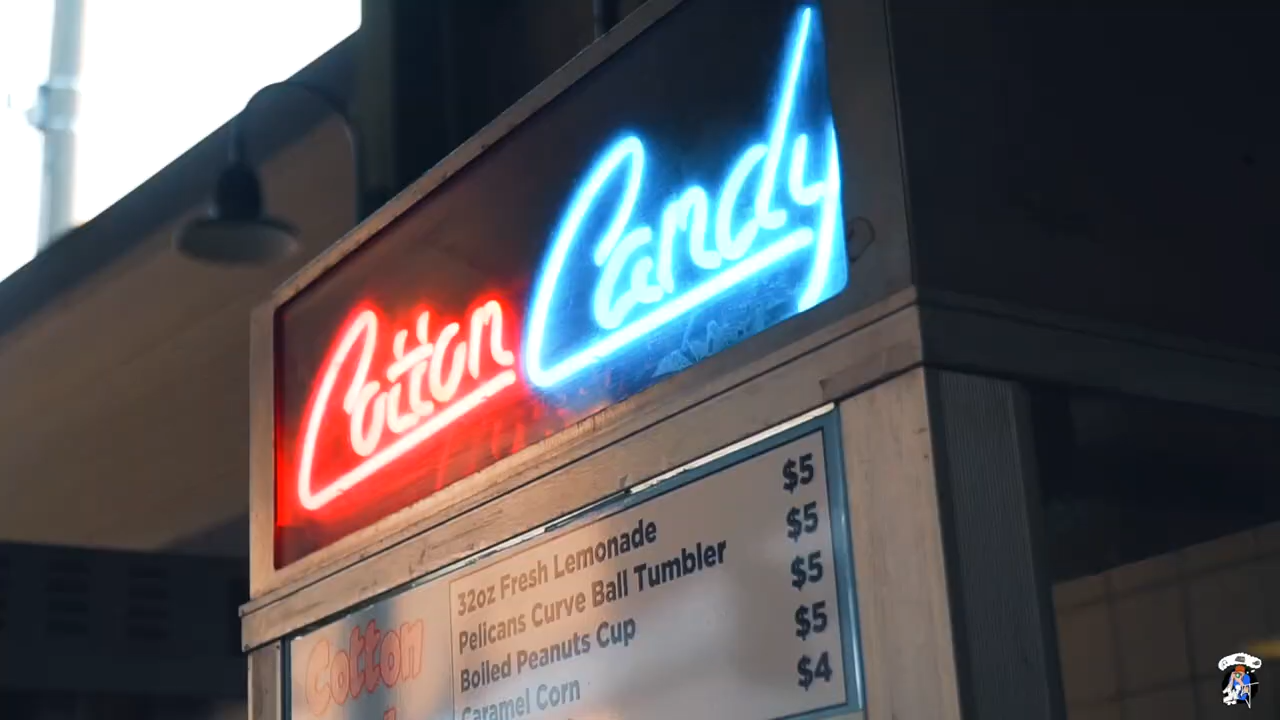 Cotton Candy
Cotton
32oz Fresh Lemonade $5
Pelicans Curve Ball Tumbler $5
Boiled Peanuts Cup $5
Caramel Corn $5
$4